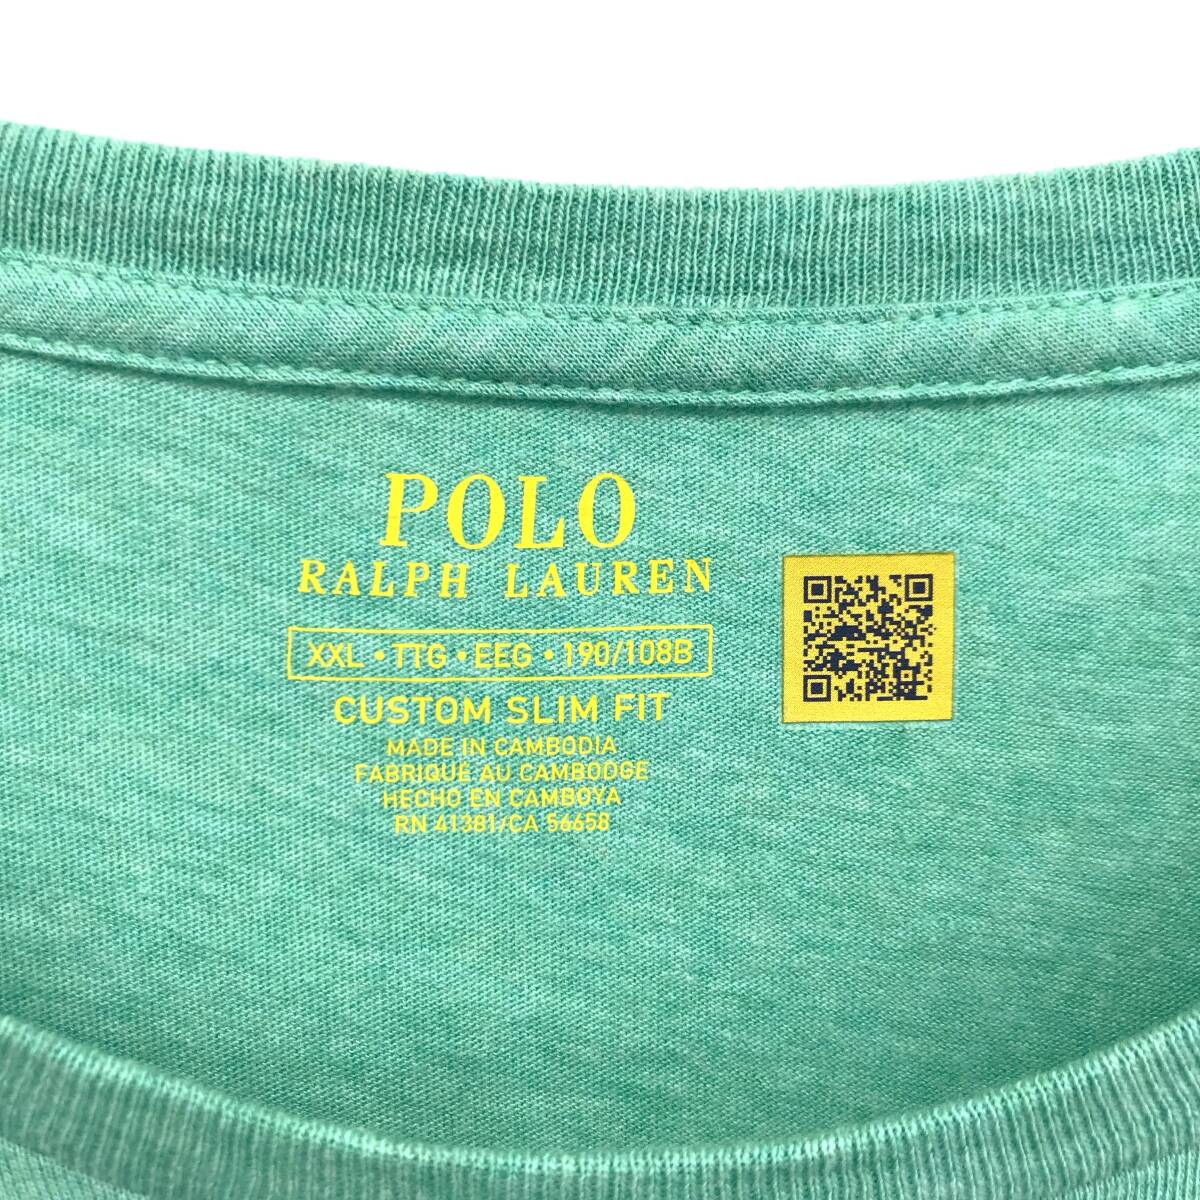 POLO
RALPH LAUREN
XXL • TTG • EEG • 190/108B
CUSTOM SLIM FIT
MADE IN CAMBODIA
FABRIQUÉ AU CAMBODGE
HECHO EN CAMBOYA
RN 41381/CA 56658